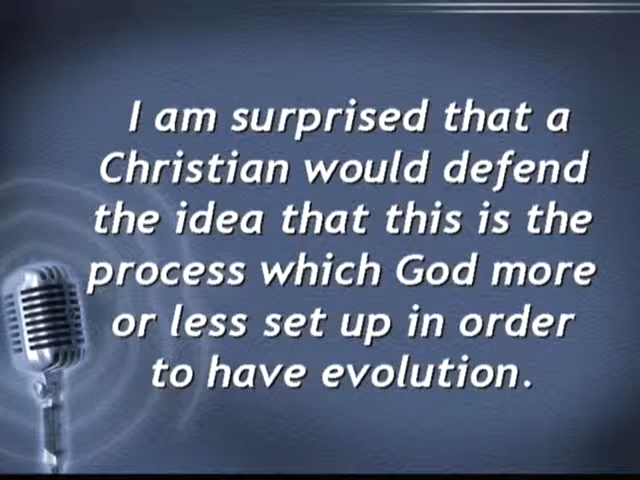 I am surprised that a
Christian would defend
the idea that this is the
process which God more
or less set up in order
to have evolution.